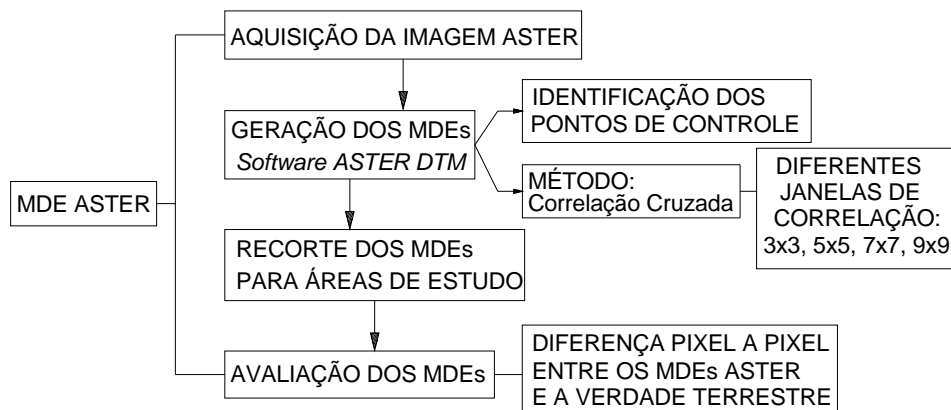 AQUISIÇÃO DA IMAGEM ASTER
IDENTIFICAÇÃO DOS
PONTOS DE CONTROLE
GERAÇÃO DOS MDEs
Software ASTER DTM
MÉTODO:
Correlação Cruzada
DIFERENTES
JANELAS DE
CORRELAÇÃO:
3x3, 5x5, 7x7, 9x9
MDE ASTER
RECORTE DOS MDEs
PARA ÁREAS DE ESTUDO
AVALIAÇÃO DOS MDEs
DIFERENÇA PIXEL A PIXEL
ENTRE OS MDEs ASTER
E A VERDADE TERRESTRE